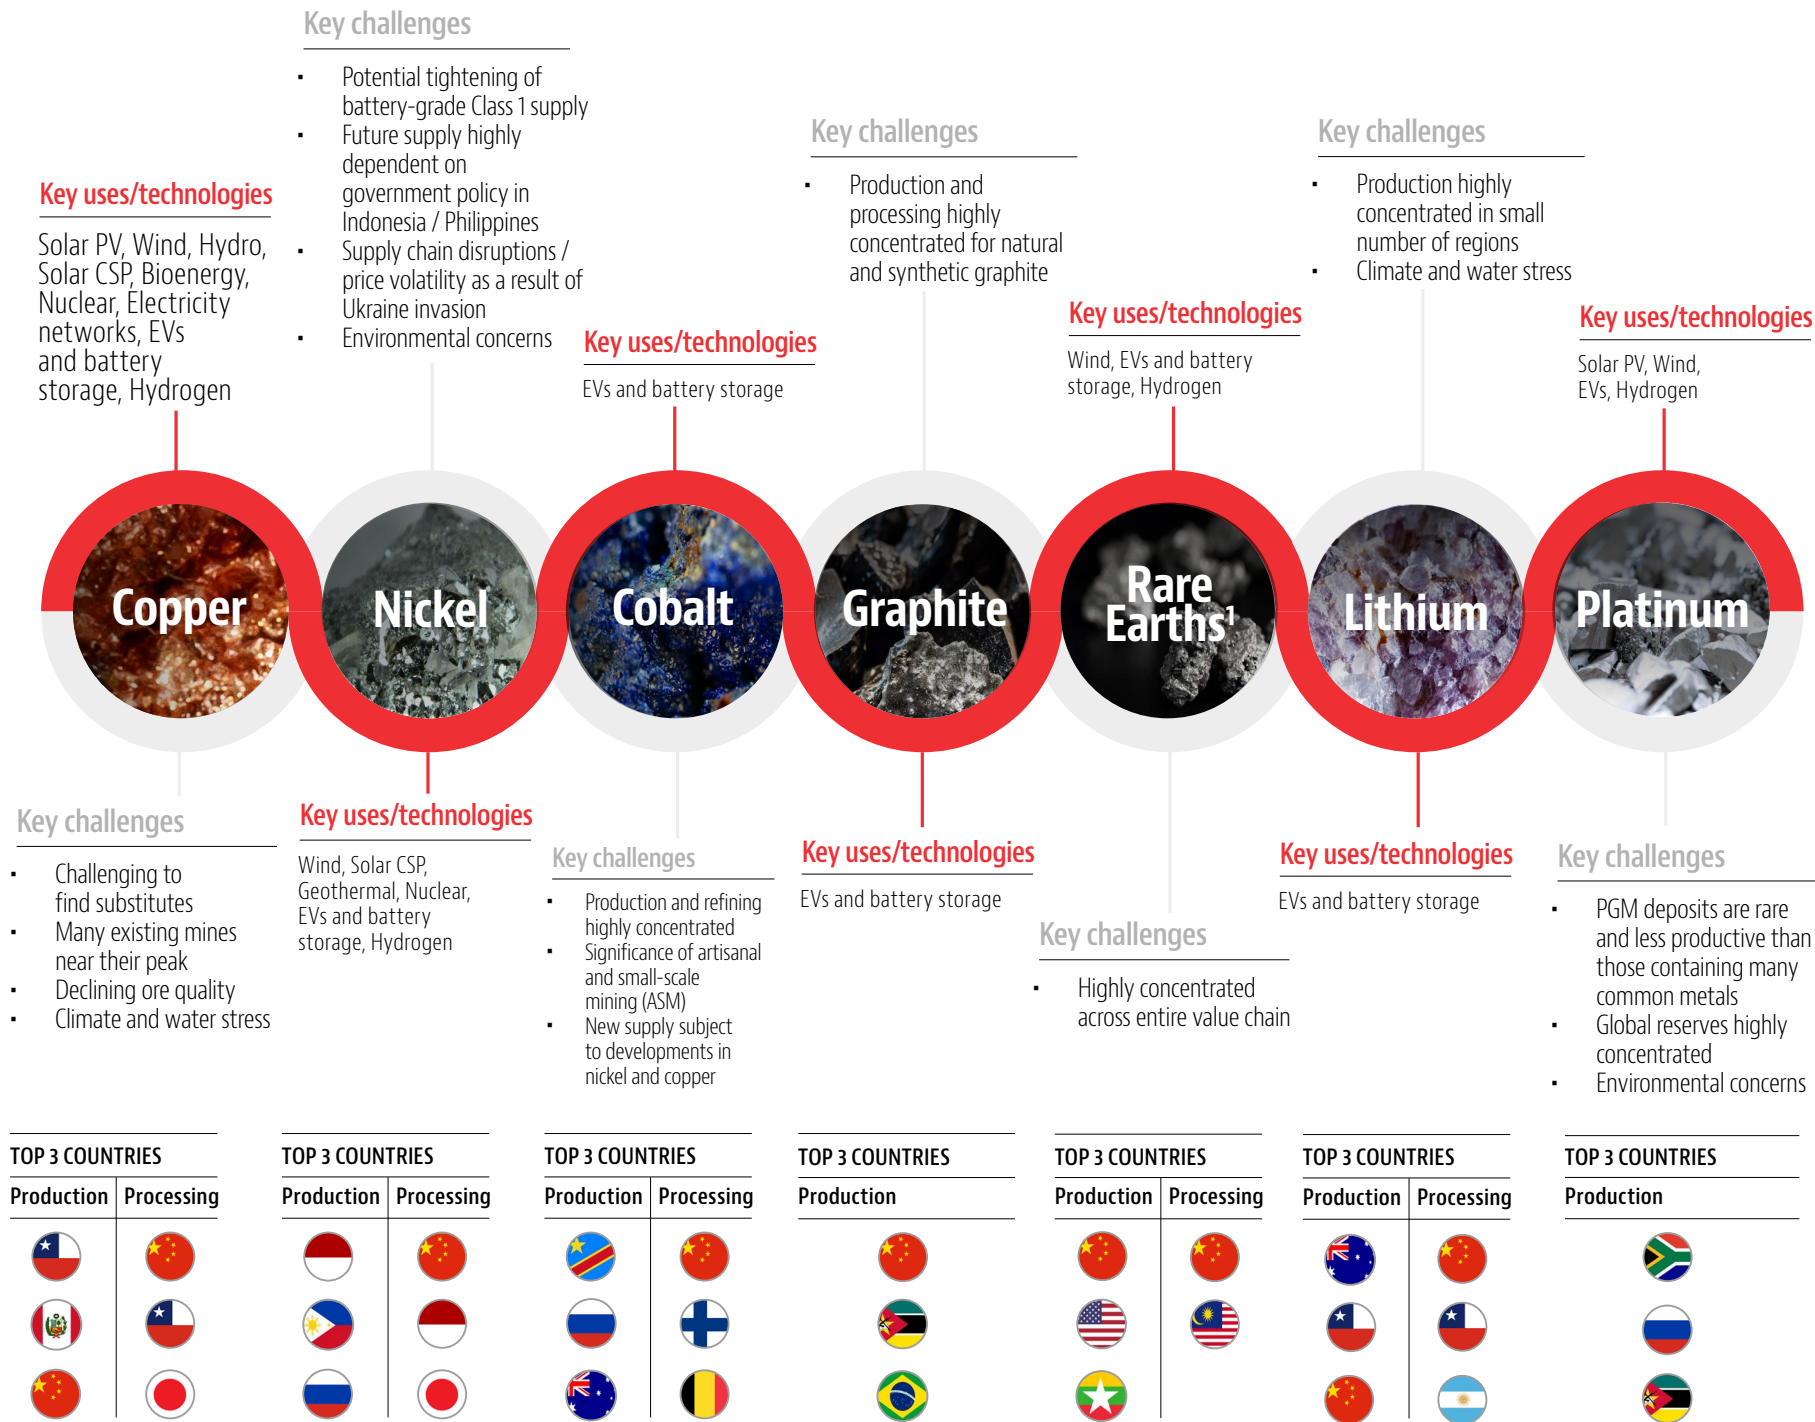 Key challenges
Potential tightening of
battery-grade Class 1 supply
Future supply highly
dependent on
government policy in
Indonesia / Philippines
Supply chain disruptions /
price volatility as a result of
Ukraine invasion
Environmental concerns
Key challenges
Production and
processing highly
concentrated for natural
and synthetic graphite
Key challenges
Production highly
concentrated in small
number of regions
Climate and water stress
Key uses/technologies
Solar PV, Wind, Hydro,
Solar CSP, Bioenergy,
Nuclear, Electricity
networks, EVs
and battery
storage, Hydrogen
Key uses/technologies
EVs and battery storage
Key uses/technologies
Wind, EVs and battery
storage, Hydrogen
Key uses/technologies
Solar PV, Wind,
EVs, Hydrogen
Copper
Nickel
Cobalt
Graphite
Rare
Earths¹
Lithium
Platinum
Key challenges
Challenging to
find substitutes
Many existing mines
near their peak
Declining ore quality
Climate and water stress
Key uses/technologies
Wind, Solar CSP,
Geothermal, Nuclear,
EVs and battery
storage, Hydrogen
Key challenges
Production and refining
highly concentrated
Significance of artisanal
and small-scale
mining (ASM)
New supply subject
to developments in
nickel and copper
Key uses/technologies
EVs and battery storage
Key challenges
Highly concentrated
across entire value chain
Key uses/technologies
EVs and battery storage
Key challenges
PGM deposits are rare
and less productive than
those containing many
common metals
Global reserves highly
concentrated
Environmental concerns
TOP 3 COUNTRIES
Production Processing
TOP 3 COUNTRIES
Production Processing
TOP 3 COUNTRIES
Production Processing
TOP 3 COUNTRIES
Production
TOP 3 COUNTRIES
Production Processing
TOP 3 COUNTRIES
Production Processing
TOP 3 COUNTRIES
Production